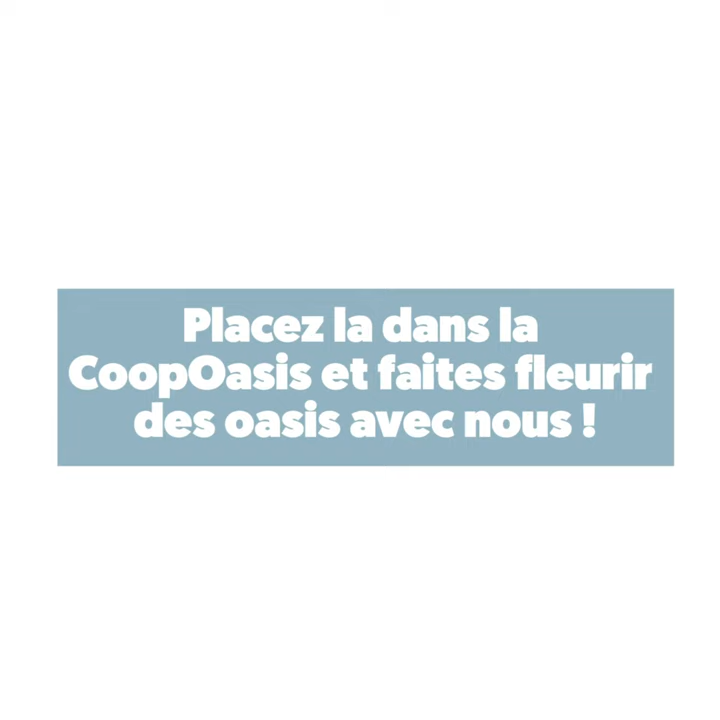 Placez la dans la
CoopOasis et faites fleurir
des oasis avec nous !